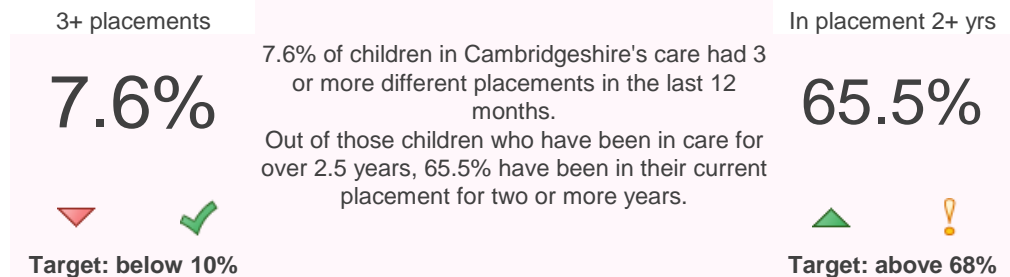 3+ placements
7.6%
Target: below 10%
7.6% of children in Cambridgeshire's care had 3
or more different placements in the last 12
months.
Out of those children who have been in care for
over 2.5 years, 65.5% have been in their current
placement for two or more years.
In placement 2+ yrs
65.5%
Target: above 68%